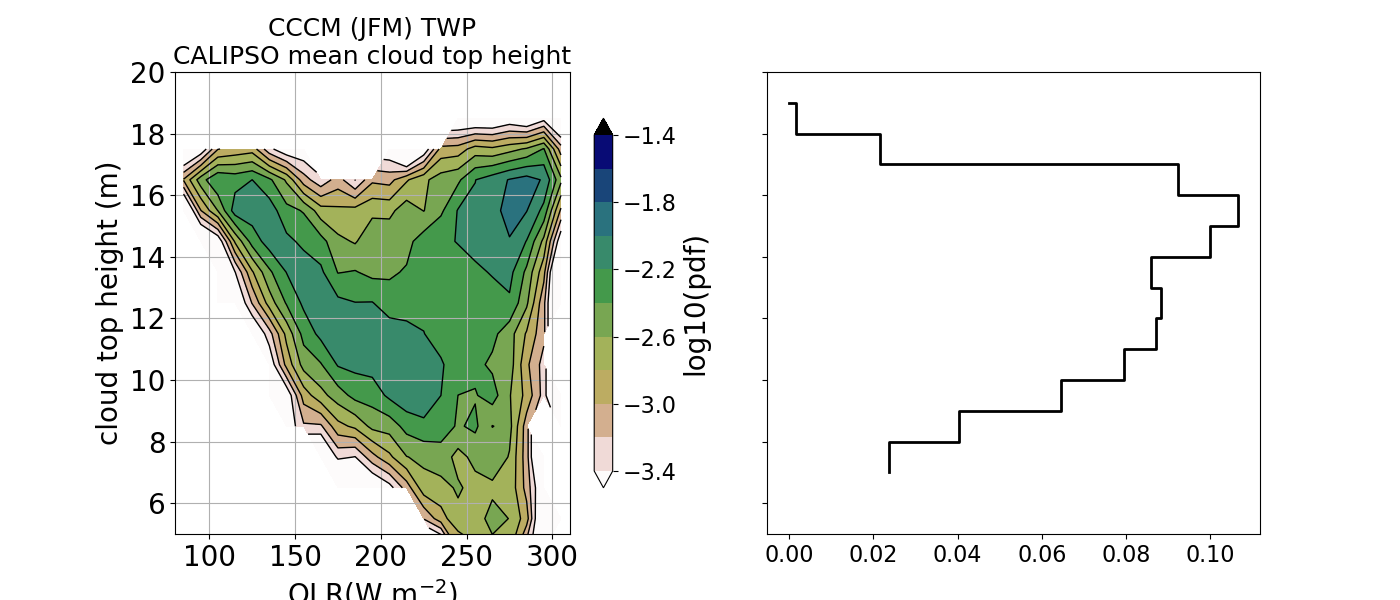 CCCM (JFM) TWP
CALIPSO mean cloud top height
cloud top height (m)
20
18
16
14
12
10
8
6
100 150 200 250 300
OLR(W m⁻²)
−1.4
−1.8
−2.2
−2.6
−3.0
−3.4
log10(pdf)
0.00 0.02 0.04 0.06 0.08 0.10